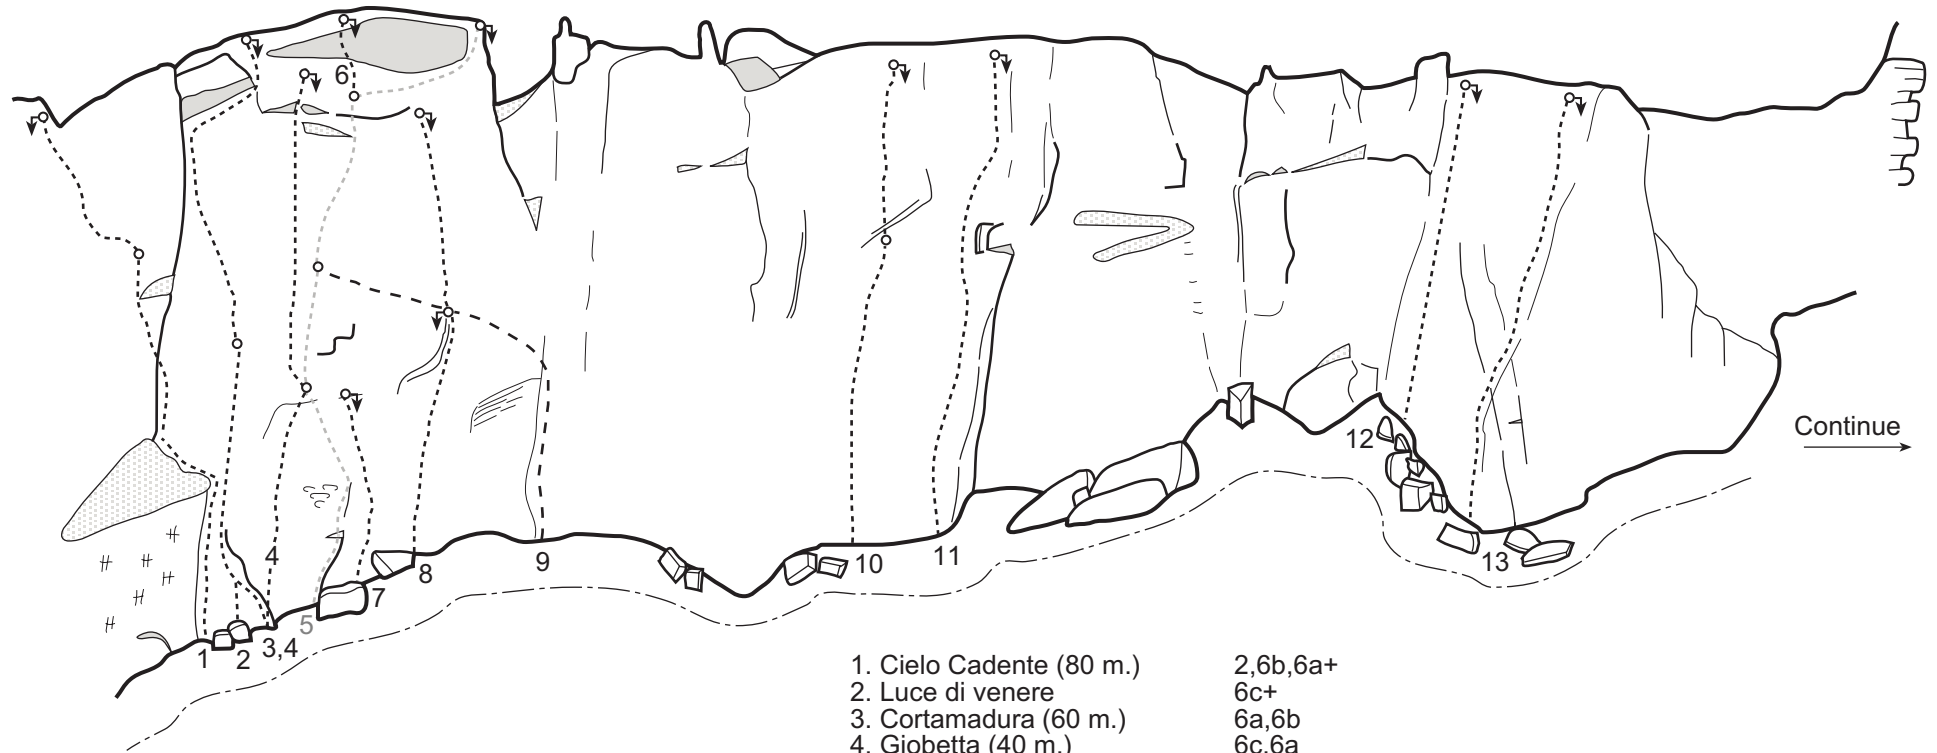 6
Continue
12
4
8
9
10
11
13
7
5
1
2
3,4
1. Cielo Cadente (80 m.) 2,6b,6a+
2. Luce di venere 6c+
3. Cortamadura (60 m.) 6a,6b
4. Giobetta (40 m.) 6c,6a